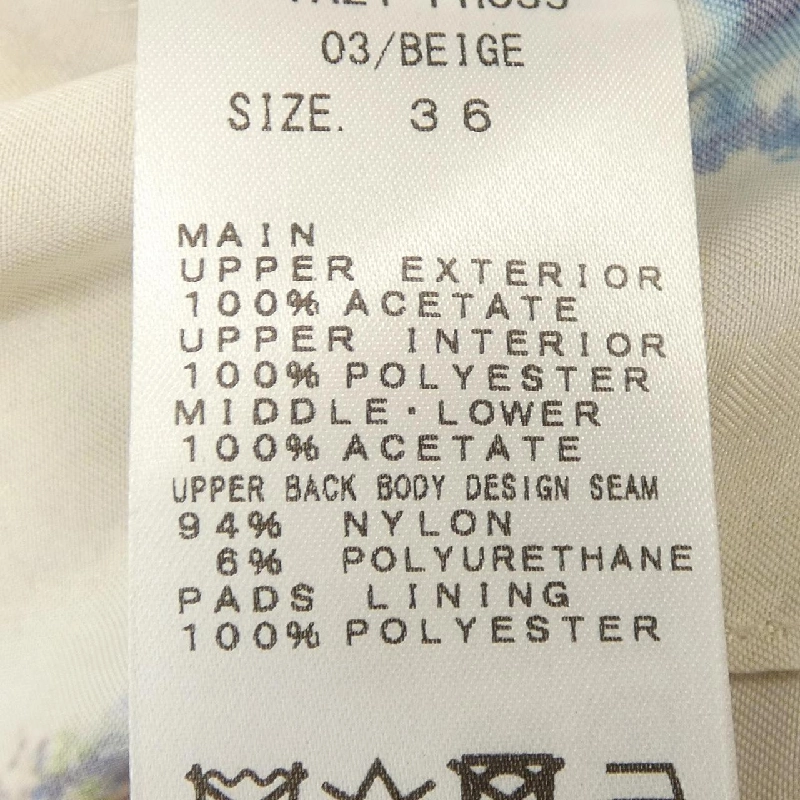 03/BEIGE
SIZE. 36
MAIN
UPPER EXTERIOR
100% ACETATE
UPPER INTERIOR
100% POLYESTER
MIDDLE・LOWER
100% ACETATE
UPPER BACK BODY DESIGN SEAM
94% NYLON
6% POLYURETHANE
PADS LINING
100% POLYESTER